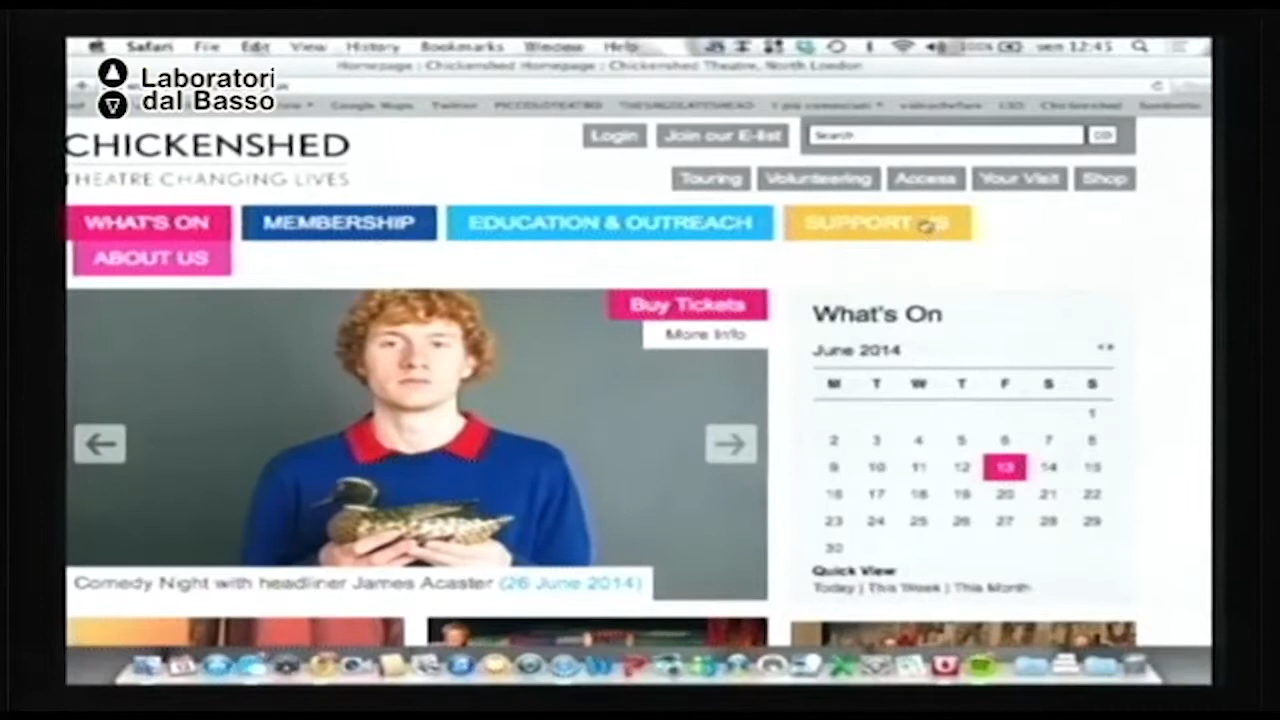 Safari File Edit View History Bookmarks Window Help 100% ven 12:45
Homepage : Chickenshed Homepage : Chickenshed Theatre, North London
Laboratori
dal Basso
Google Maps Twitter Chickenshed
CHICKENSHED
THEATRE CHANGING LIVES
Login Join our E-list Search GO
Touring Volunteering Access Your Visit Shop
WHAT'S ON MEMBERSHIP EDUCATION & OUTREACH SUPPORT US
ABOUT US
Buy Tickets
More Info
What's On
June 2014
M T W T F S S
1
2 3 4 5 6 7 8
9 10 11 12 13 14 15
16 17 18 19 20 21 22
23 24 25 26 27 28 29
30
Quick View
Today | This Week | This Month
Comedy Night with headliner James Acaster (26 June 2014)